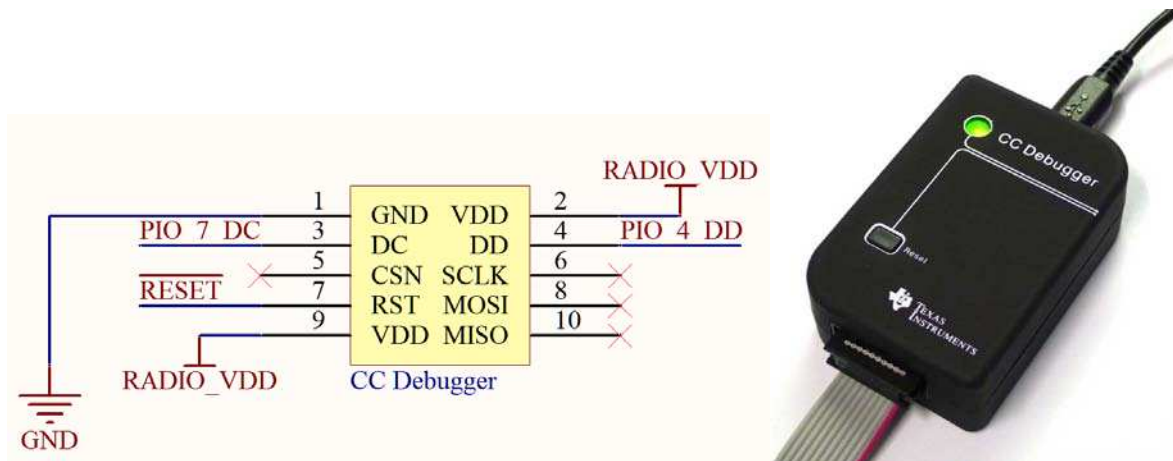 RADIO_VDD
1 GND VDD 2
PIO_7_DC 3 DC DD 4 PIO_4_DD
5 CSN SCLK 6
RESET 7 RST MOSI 8
9 VDD MISO 10
RADIO_VDD
CC Debugger
GND
CC Debugger
Reset
TEXAS
INSTRUMENTS